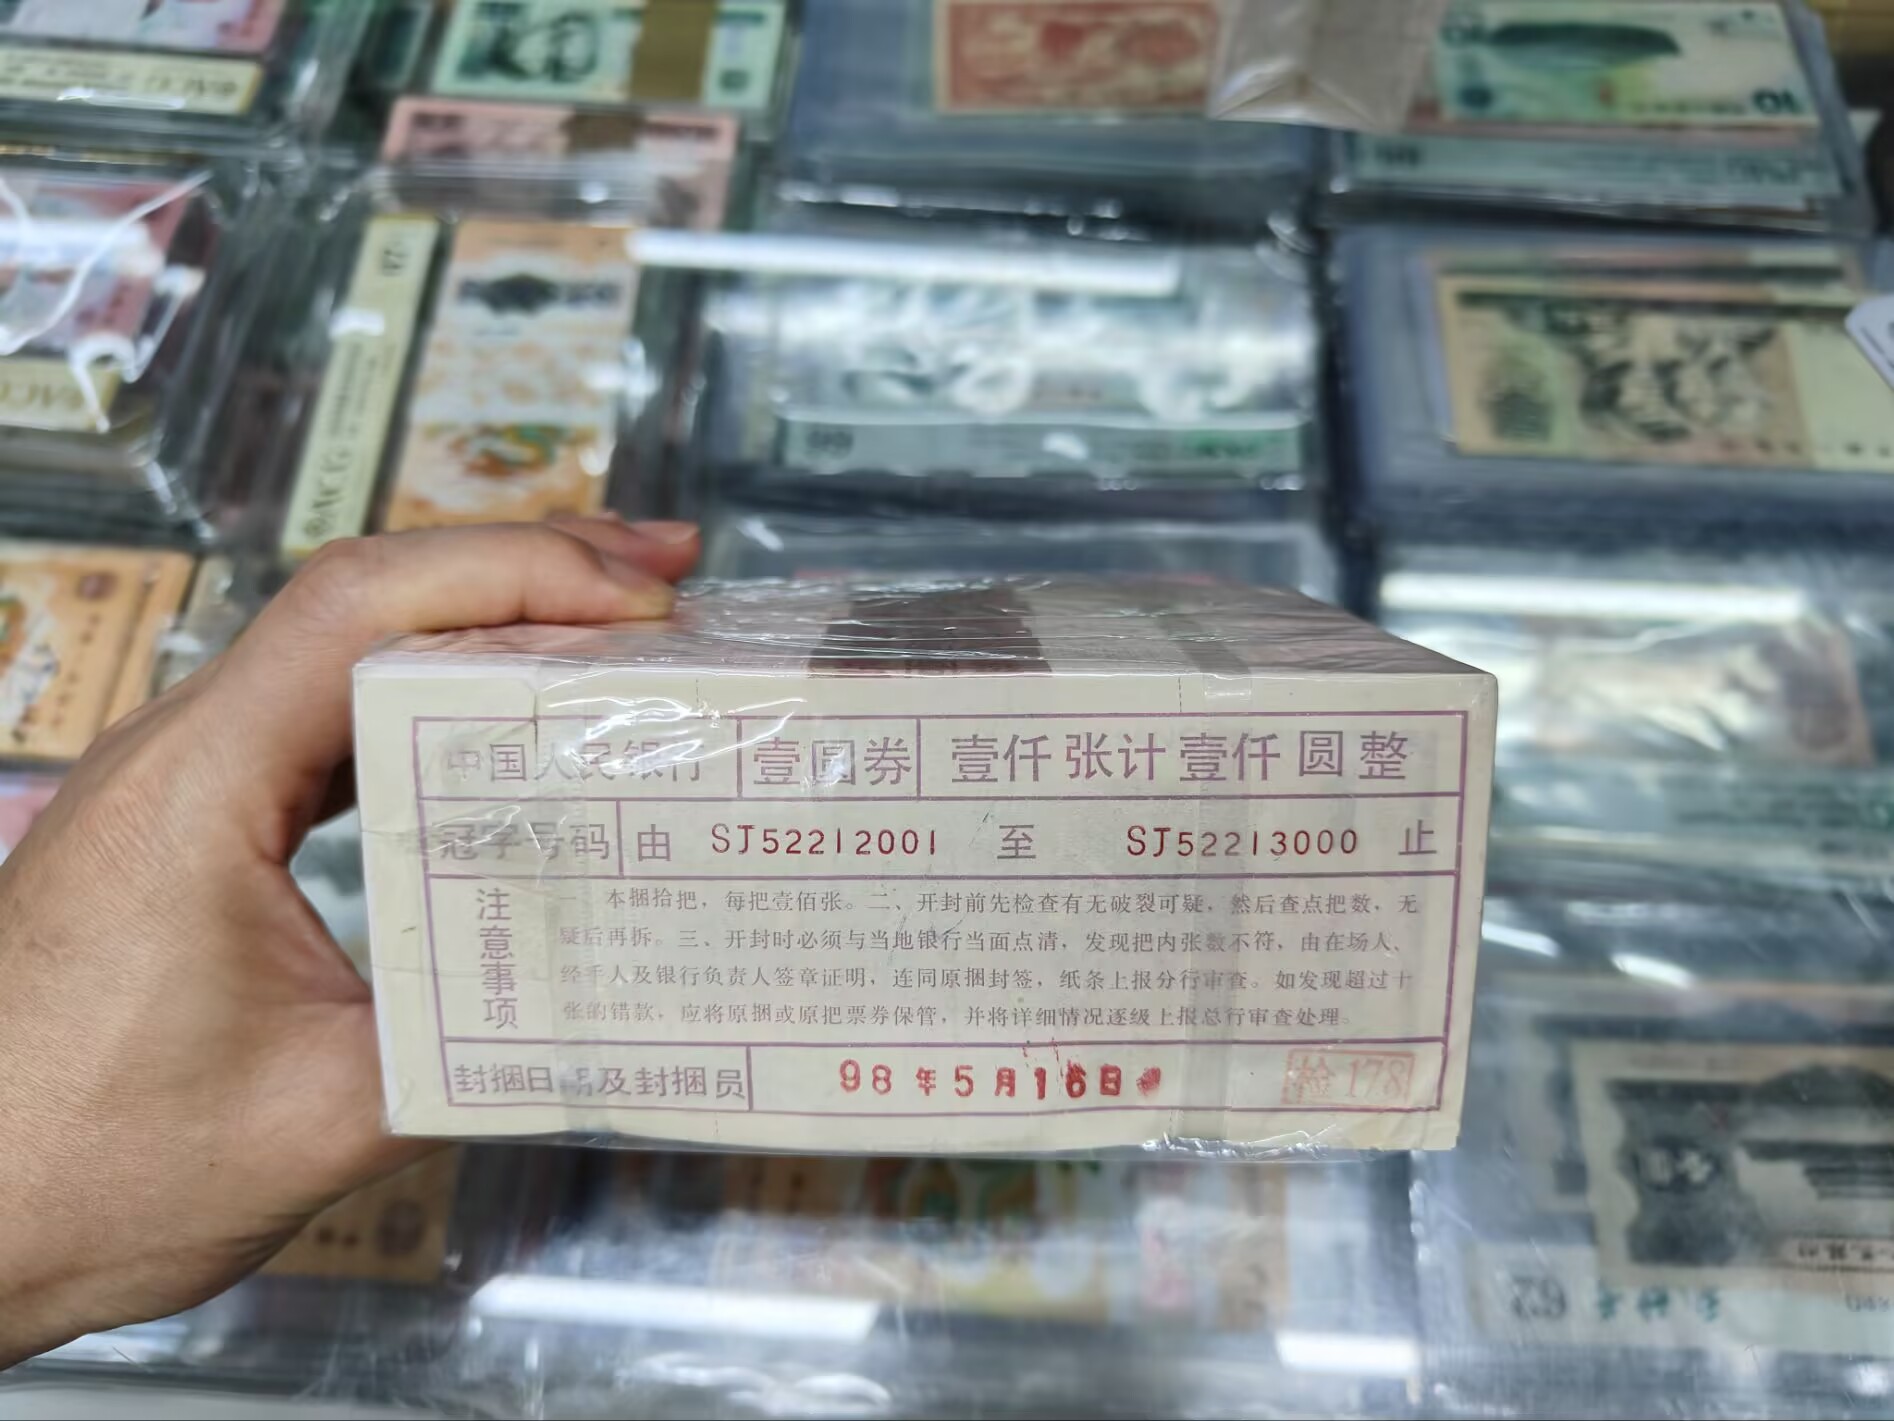 中国人民银行 壹圆券 壹仟张计壹仟圆整
冠字号码 由 SJ52212001 至 SJ52213000 止
注意事项
一 本捆拾把，每把壹佰张。二、开封前先检查有无破裂可疑，然后查点把数，无
疑后再拆。三、开封时必须与当地银行当面点清，发现把内张数不符，由在场人、
经手人及银行负责人签章证明，连同原捆封签，纸条上报分行审查。如发现超过十
张的错款，应将原捆或原把票券保管，并将详细情况逐级上报总行审查处理。
封捆日期及封捆员 98年5月16日 检178
10